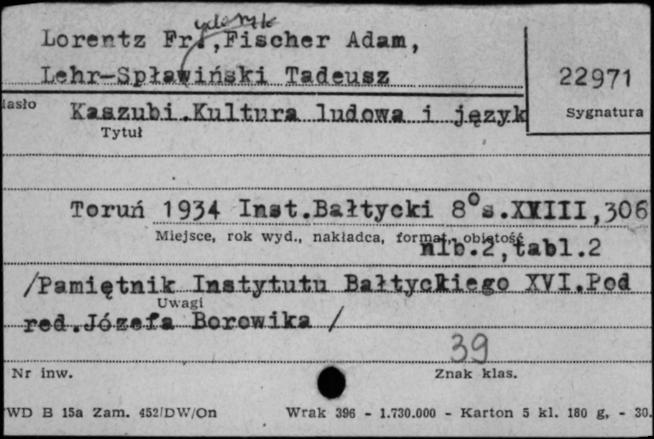 yderyk
Lorentz Fr., Fischer Adam,
Lehr-Spławiński Tadeusz
22971
Sygnatura
Hasło
Kaszubi.Kultura ludowa i język
Tytuł
Toruń 1934 Inst.Bałtycki 8°s.XVIII,306
Miejsce, rok wyd., nakładca, format, objętość
nlb.2,tabl.2
/Pamiętnik Instytutu Bałtyckiego XVI.Pod
Uwagi
red.Józefa Borowika /
39
Nr inw.
Znak klas.
WD B 15a Zam. 452/DW/On Wrak 396 - 1.730.000 - Karton 5 kl. 180 g, - 30.